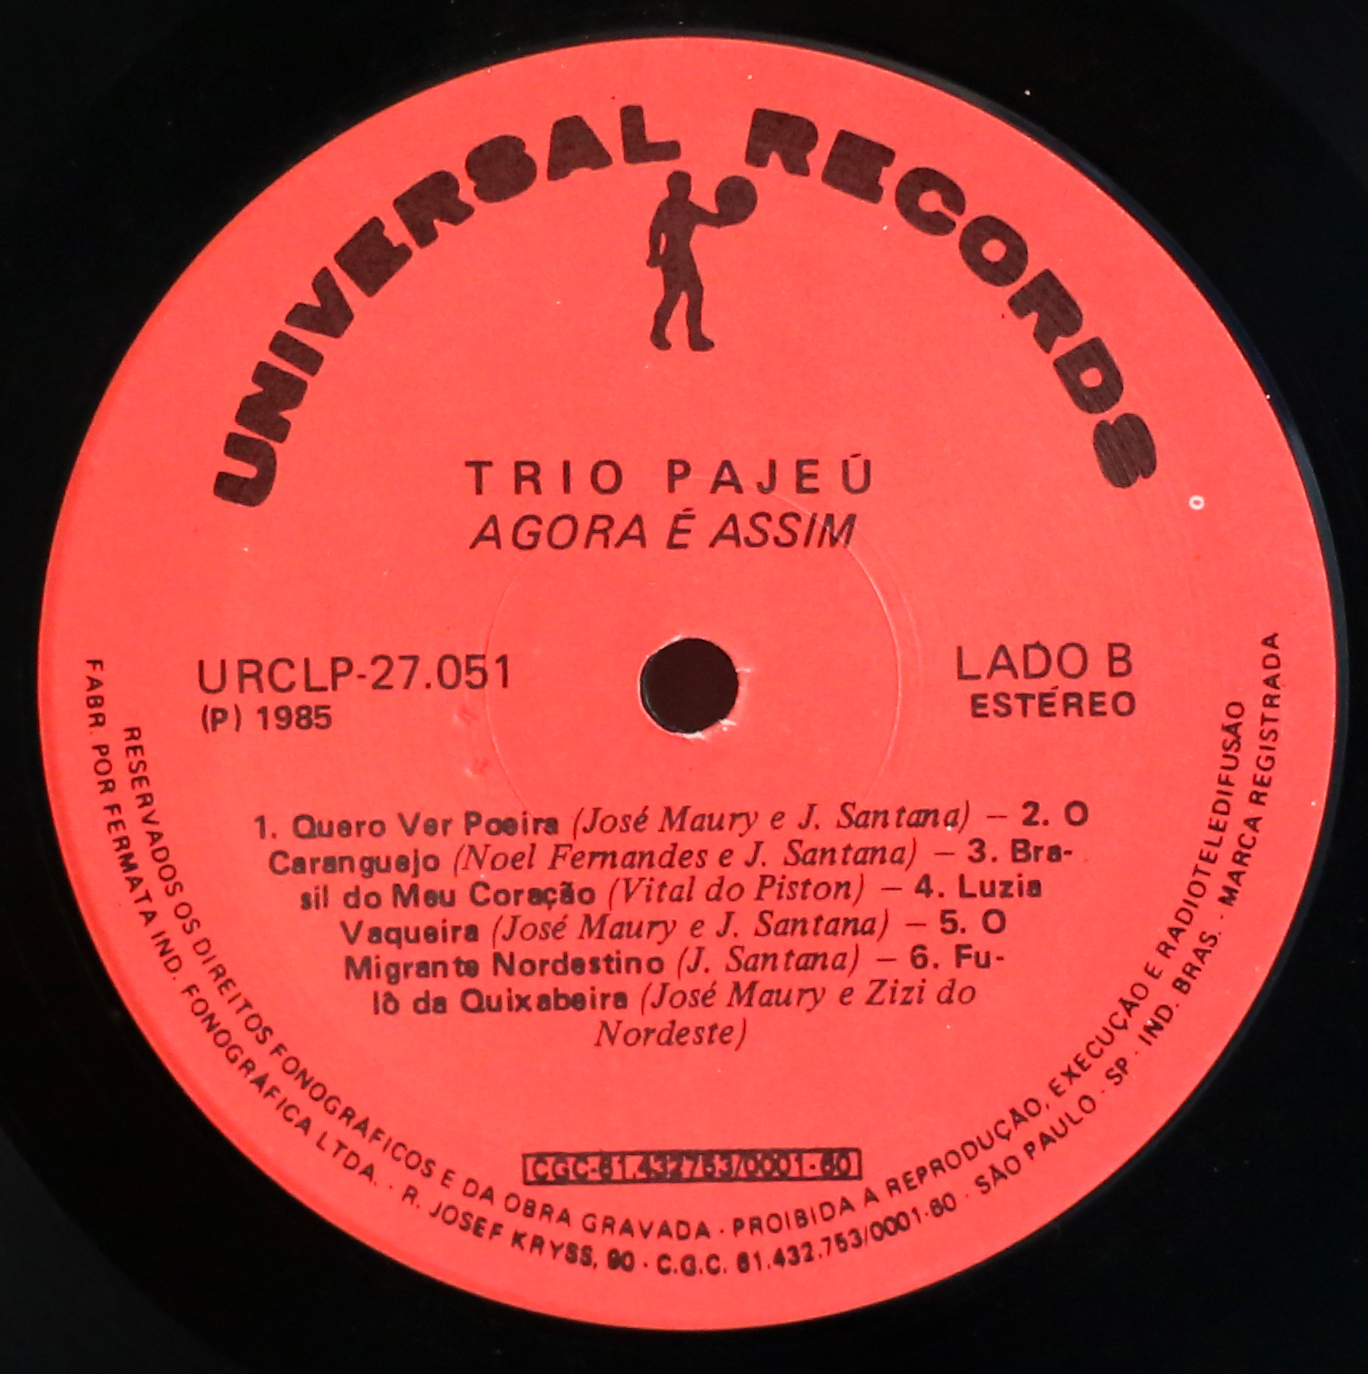 UNIVERSAL RECORDS
TRIO PAJEÚ
AGORA É ASSIM
URCLP-27.051
(P) 1985
LADO B
ESTÉREO
1. Quero Ver Poeira (José Maury e J. Santana) – 2. O
Caranguejo (Noel Fernandes e J. Santana) – 3. Bra-
sil do Meu Coração (Vital do Piston) – 4. Luzia
Vaqueira (José Maury e J. Santana) – 5. O
Migrante Nordestino (J. Santana) – 6. Fu-
lô da Quixabeira (José Maury e Zizi do
Nordeste)
RESERVADOS OS DIREITOS FONOGRÁFICOS E DA OBRA GRAVADA · PROIBIDA A REPRODUÇÃO, EXECUÇÃO E RADIOTELEDIFUSÃO
FABR. POR FERMATA IND. FONOGRÁFICA LTDA. · R. JOSEF KRYSS, 90 · C.G.C. 61.432.753/0001-60 · SÃO PAULO · SP · IND. BRAS. · MARCA REGISTRADA